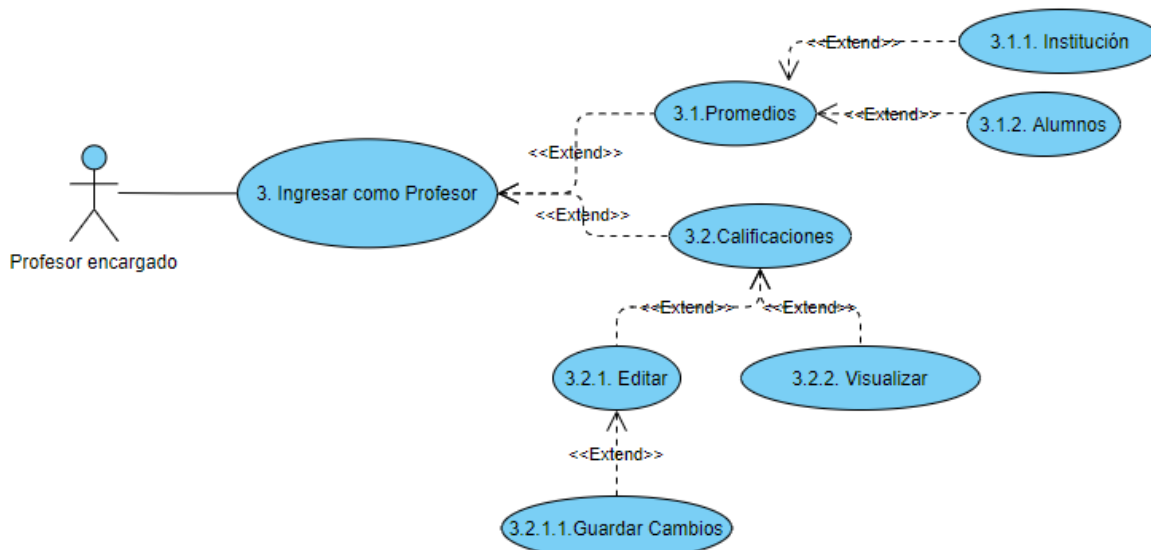 <<Extend>>
3.1.1. Institución
3.1.Promedios
<<Extend>>
3.1.2. Alumnos
<<Extend>>
3. Ingresar como Profesor
<<Extend>>
3.2.Calificaciones
Profesor encargado
<<Extend>>
<<Extend>>
3.2.1. Editar
3.2.2. Visualizar
<<Extend>>
3.2.1.1.Guardar Cambios